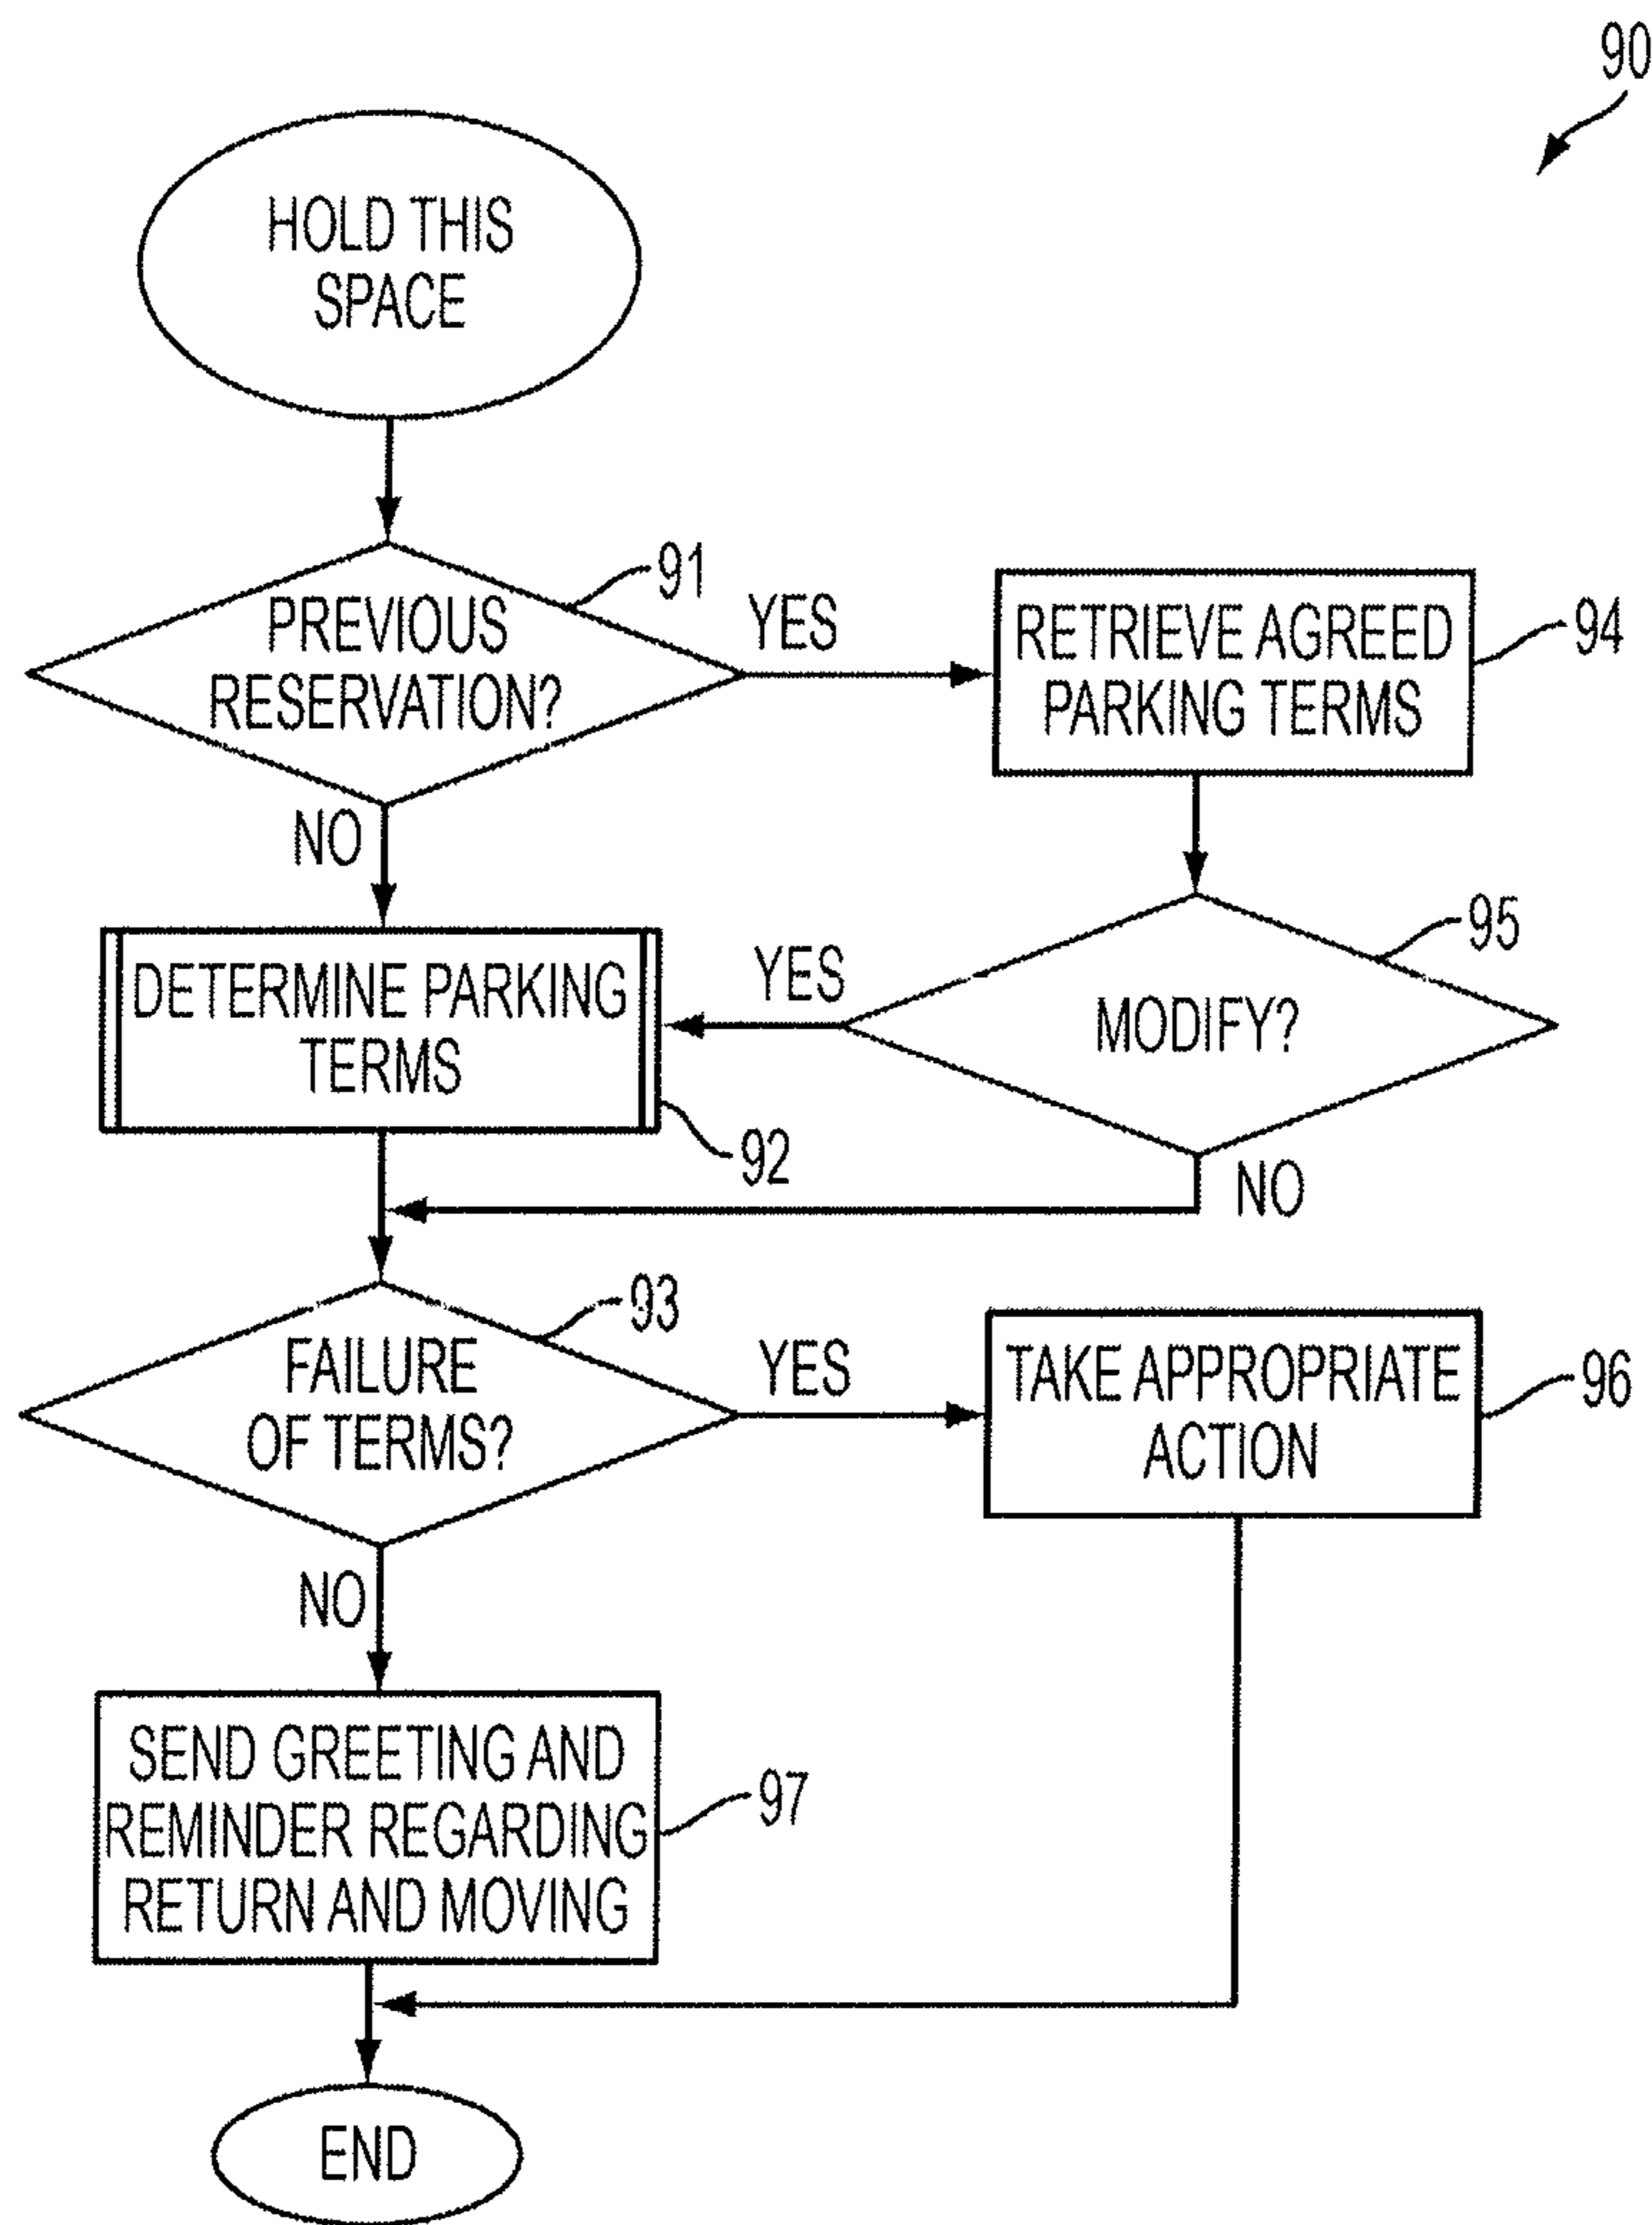 90
HOLD THIS
SPACE
91
PREVIOUS
RESERVATION?
YES
RETRIEVE AGREED
PARKING TERMS
94
NO
DETERMINE PARKING
TERMS
92
YES
MODIFY?
95
NO
93
FAILURE
OF TERMS?
YES
TAKE APPROPRIATE
ACTION
96
NO
SEND GREETING AND
REMINDER REGARDING
RETURN AND MOVING
97
END